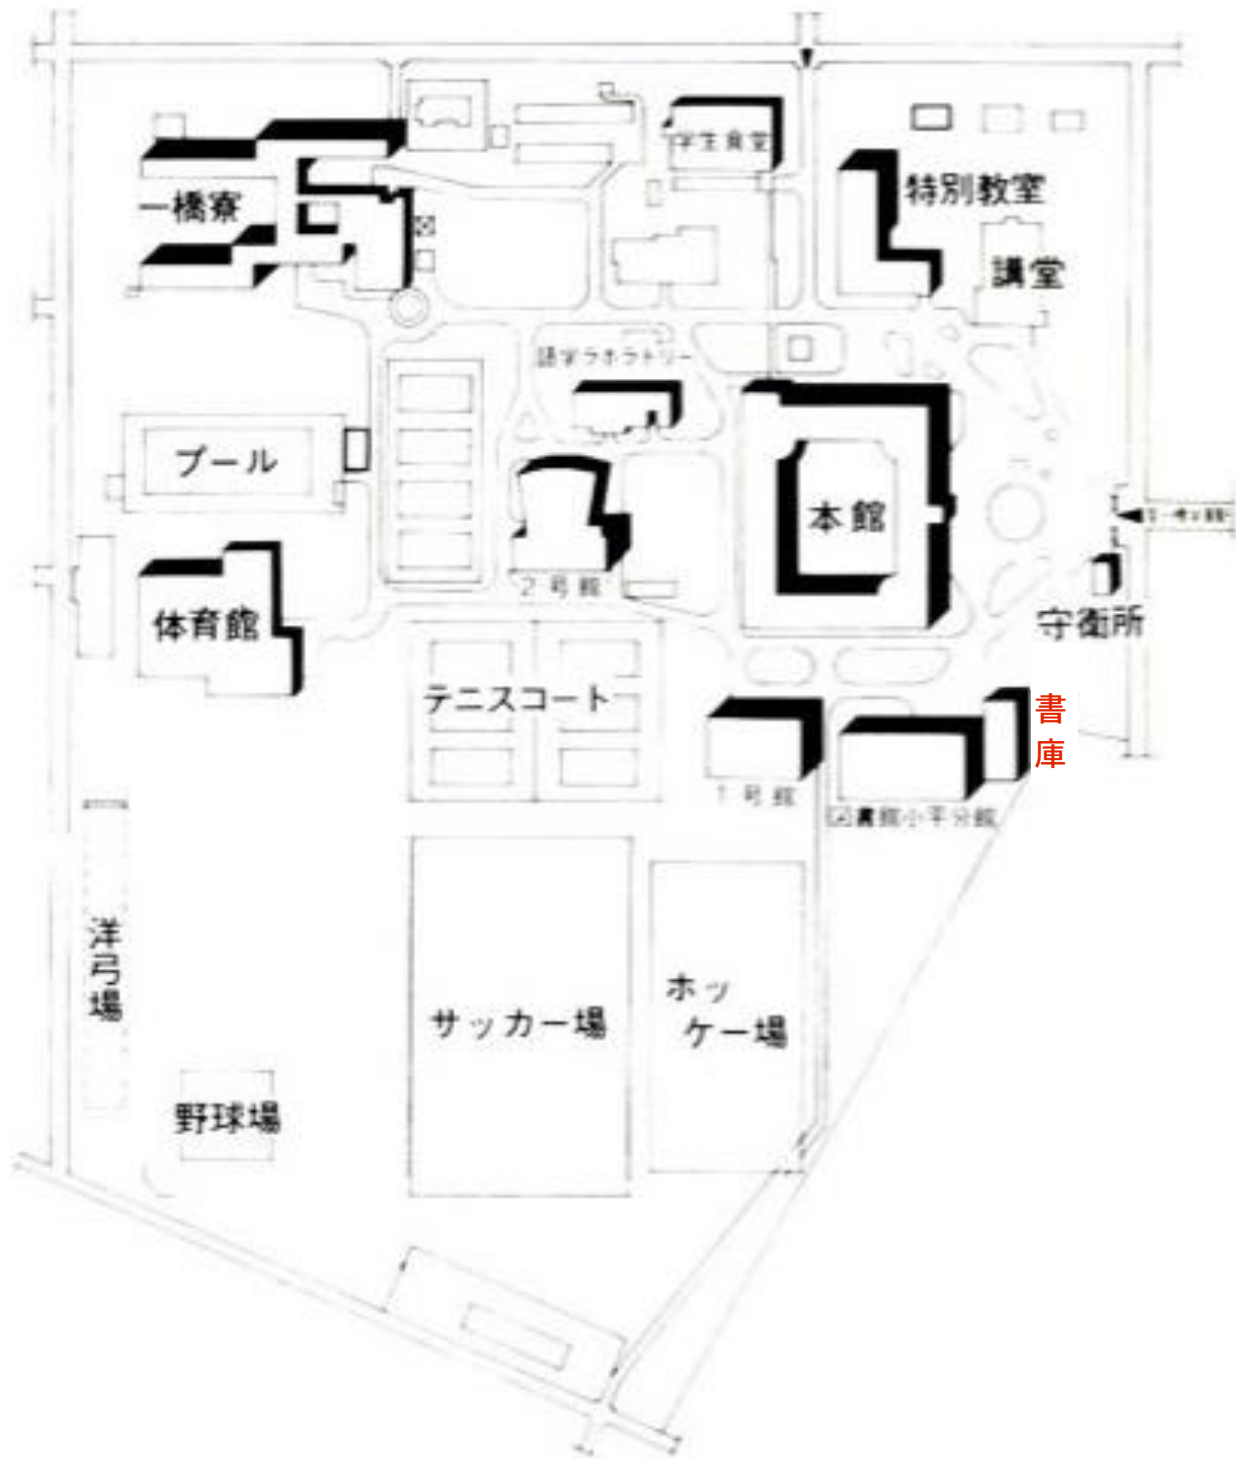 学生食堂
特別教室
一橋寮
講堂
語学ラボラトリー
プール
本館
2号館
体育館
守衛所
テニスコート
書
庫
1号館
図書館小平分館
洋弓場
ホッ
ケー場
サッカー場
野球場